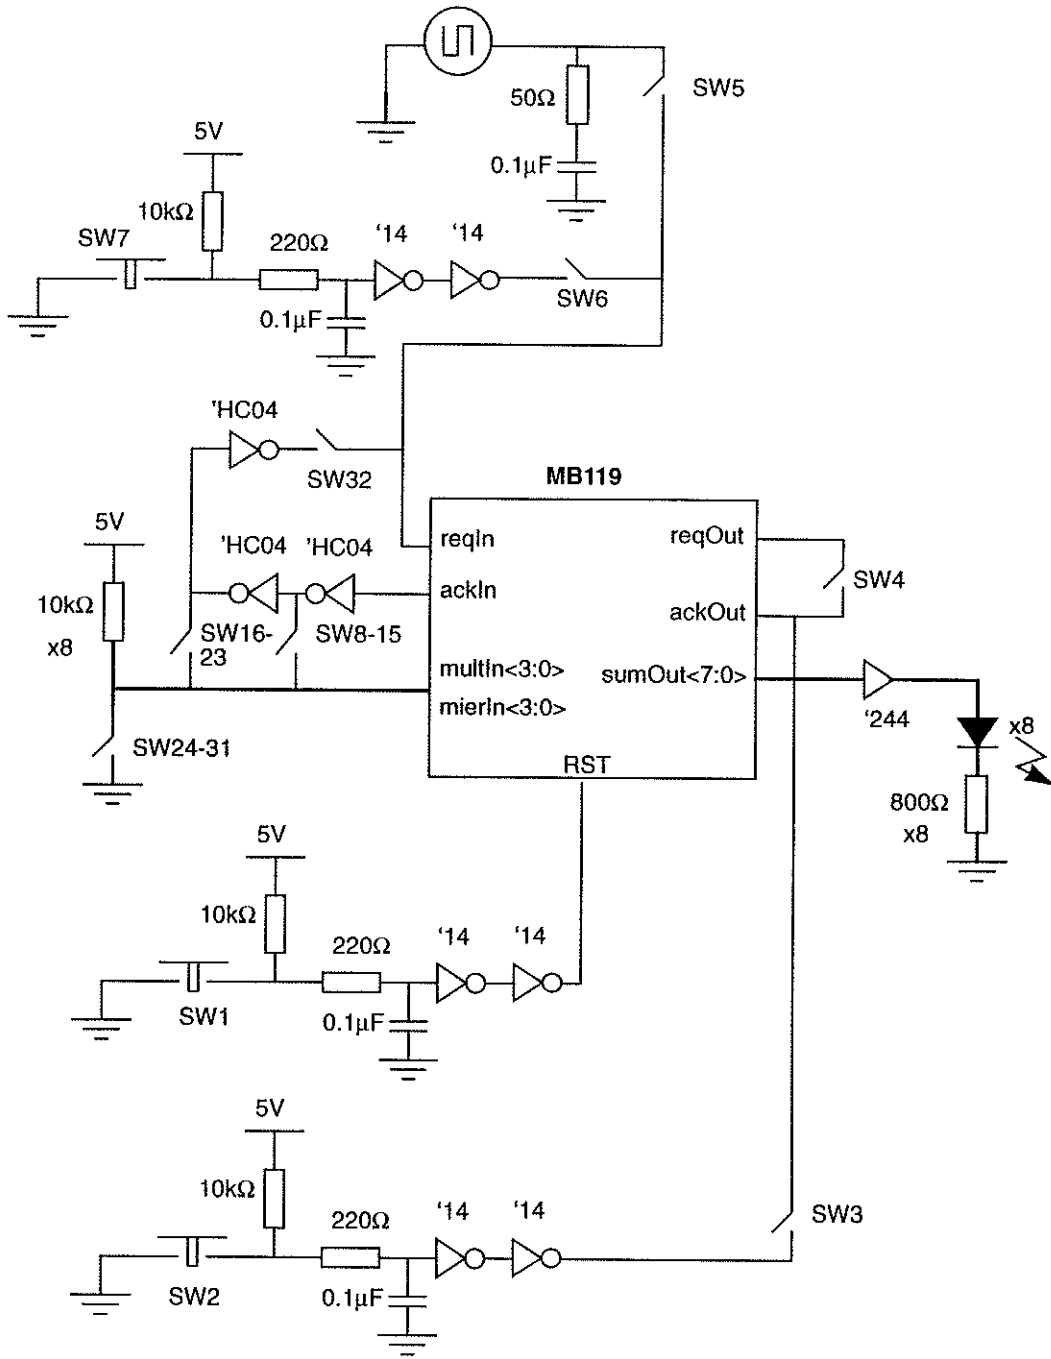 SW5
50Ω
0.1µF
5V
10kΩ
SW7
220Ω
‘14
‘14
SW6
0.1µF
‘HC04
SW32
MB119
5V
10kΩ
x8
‘HC04
‘HC04
SW16-
23
SW8-15
SW24-31
reqIn
ackIn
multIn<3:0>
mierIn<3:0>
reqOut
ackOut
sumOut<7:0>
RST
SW4
‘244
x8
800Ω
x8
5V
10kΩ
220Ω
‘14
‘14
SW1
0.1µF
5V
10kΩ
220Ω
‘14
‘14
SW3
SW2
0.1µF